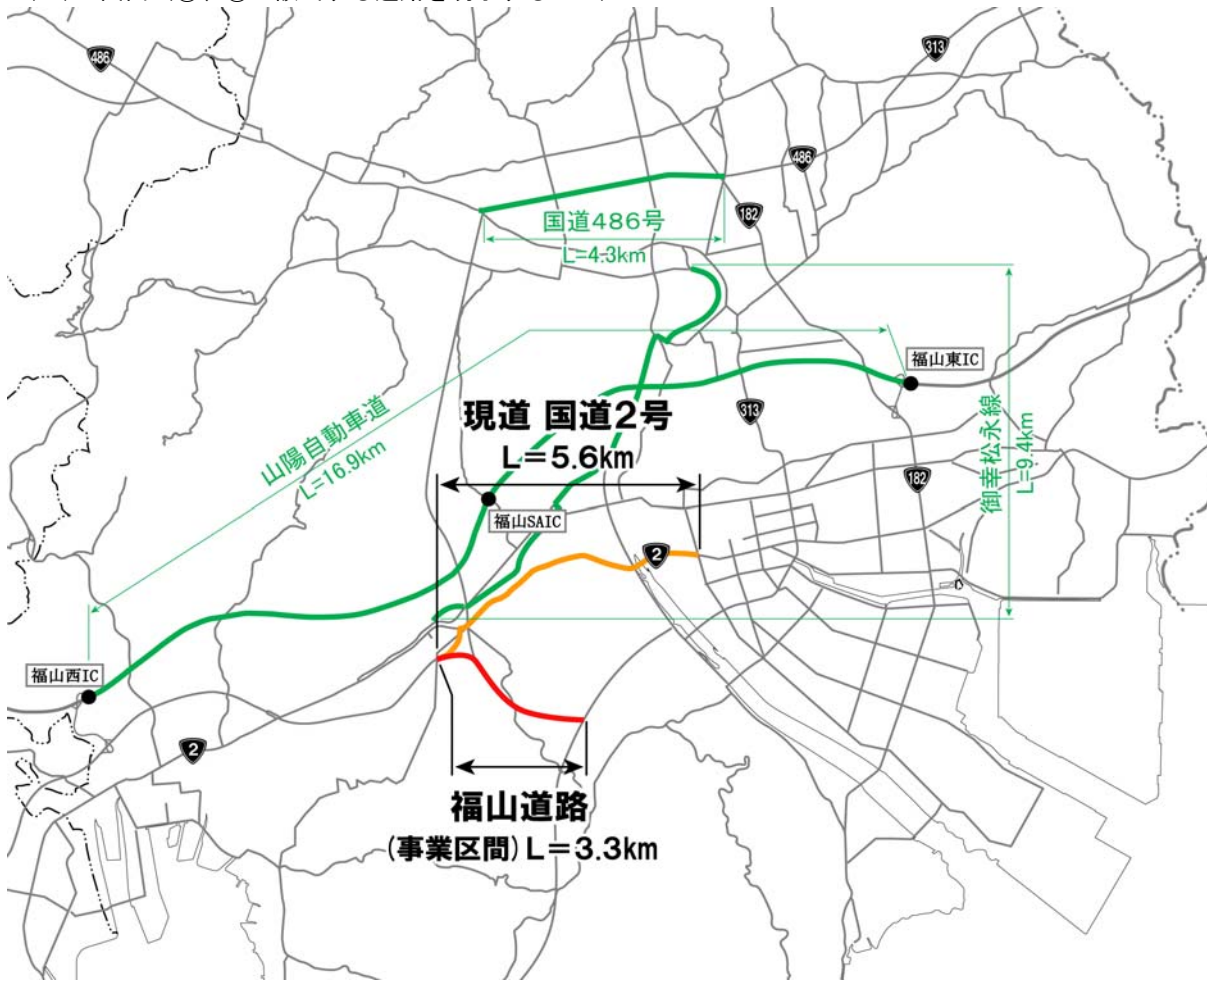 486
313
486
国道486号
182
L=4.3km
福山東IC
現道 国道2号
313
山陽自動車道
L=16.9km
L=5.6km
御幸松永線
L=9.4km
182
福山SAIC
2
福山西IC
2
福山道路
(事業区間)L=3.3km